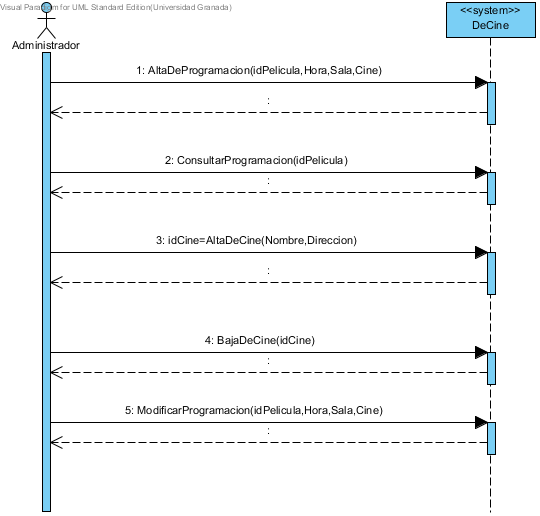 Visual Paradigm for UML Standard Edition(Universidad Granada)
<<system>>
DeCine
Administrador
1: AltaDeProgramacion(idPelicula,Hora,Sala,Cine)
:
2: ConsultarProgramacion(idPelicula)
:
3: idCine=AltaDeCine(Nombre,Direccion)
:
4: BajaDeCine(idCine)
:
5: ModificarProgramacion(idPelicula,Hora,Sala,Cine)
: